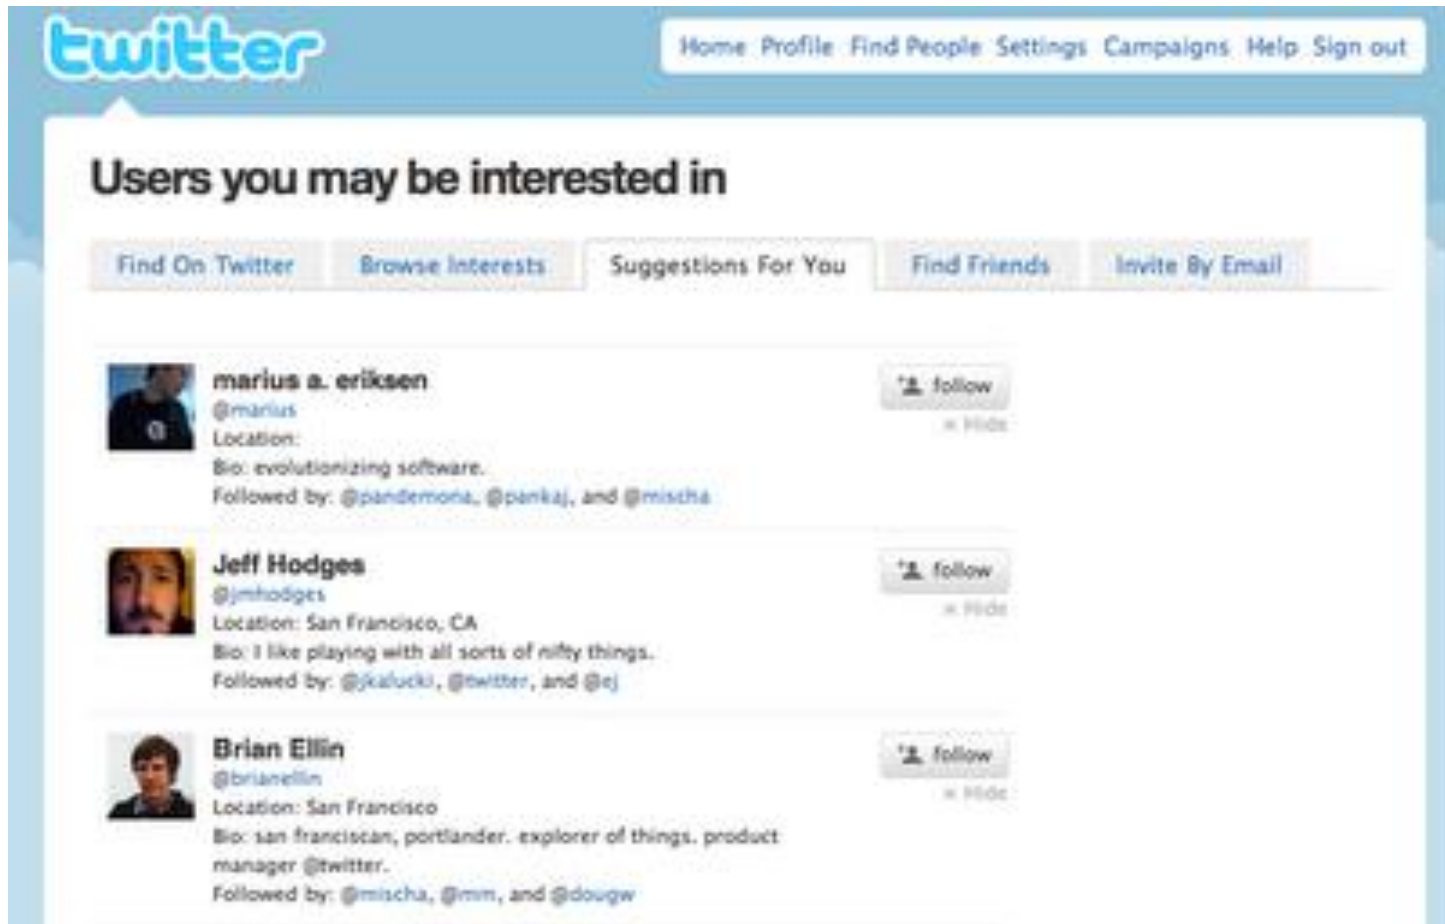 twitter
Home Profile Find People Settings Campaigns Help Sign out
Users you may be interested in
Find On Twitter Browse Interests Suggestions For You Find Friends Invite By Email
marius a. eriksen
follow
@marius
Hide
Location:
Bio: evolutionizing software.
Followed by: @pandemona, @pankaj, and @mischa
Jeff Hodges
follow
@jmhodges
Hide
Location: San Francisco, CA
Bio: I like playing with all sorts of nifty things.
Followed by: @jkalucki, @twitter, and @ej
Brian Ellin
follow
@brianellin
Hide
Location: San Francisco
Bio: san franciscan, portlander. explorer of things. product
manager @twitter.
Followed by: @mischa, @mm, and @dougw